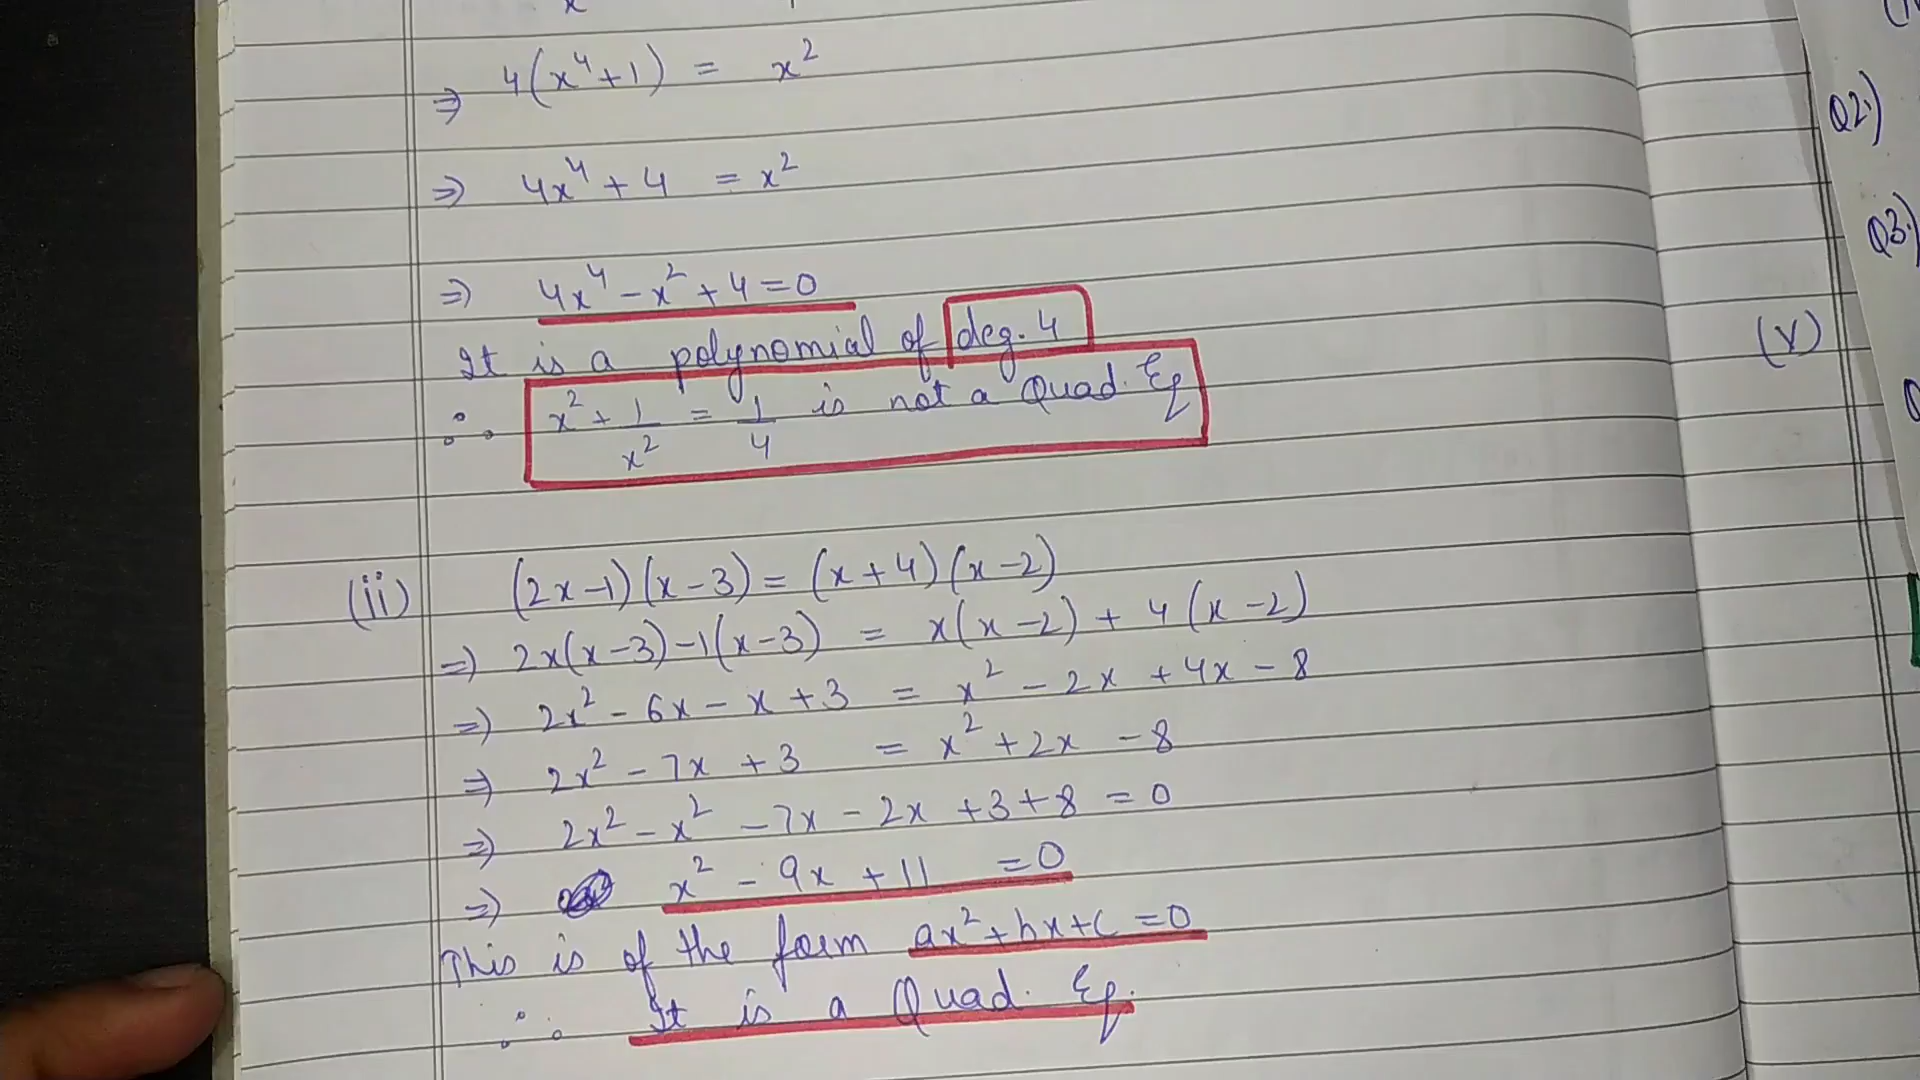 x
⇒ 4(x⁴+1) = x²
⇒ 4x⁴ + 4 = x²
⇒ 4x⁴ - x² + 4 = 0
It is a polynomial of deg. 4
∴ x² + 1/x² = 1/4 is not a Quad. Eq
(ii) (2x-1)(x-3) = (x+4)(x-2)
⇒ 2x(x-3)-1(x-3) = x(x-2) + 4(x-2)
⇒ 2x² - 6x - x + 3 = x² - 2x + 4x - 8
⇒ 2x² - 7x + 3 = x² + 2x - 8
⇒ 2x² - x² - 7x - 2x + 3 + 8 = 0
⇒ x² - 9x + 11 = 0
This is of the form ax²+bx+c = 0
∴ It is a Quad. Eq.
Q2.)
Q3.)
(V)